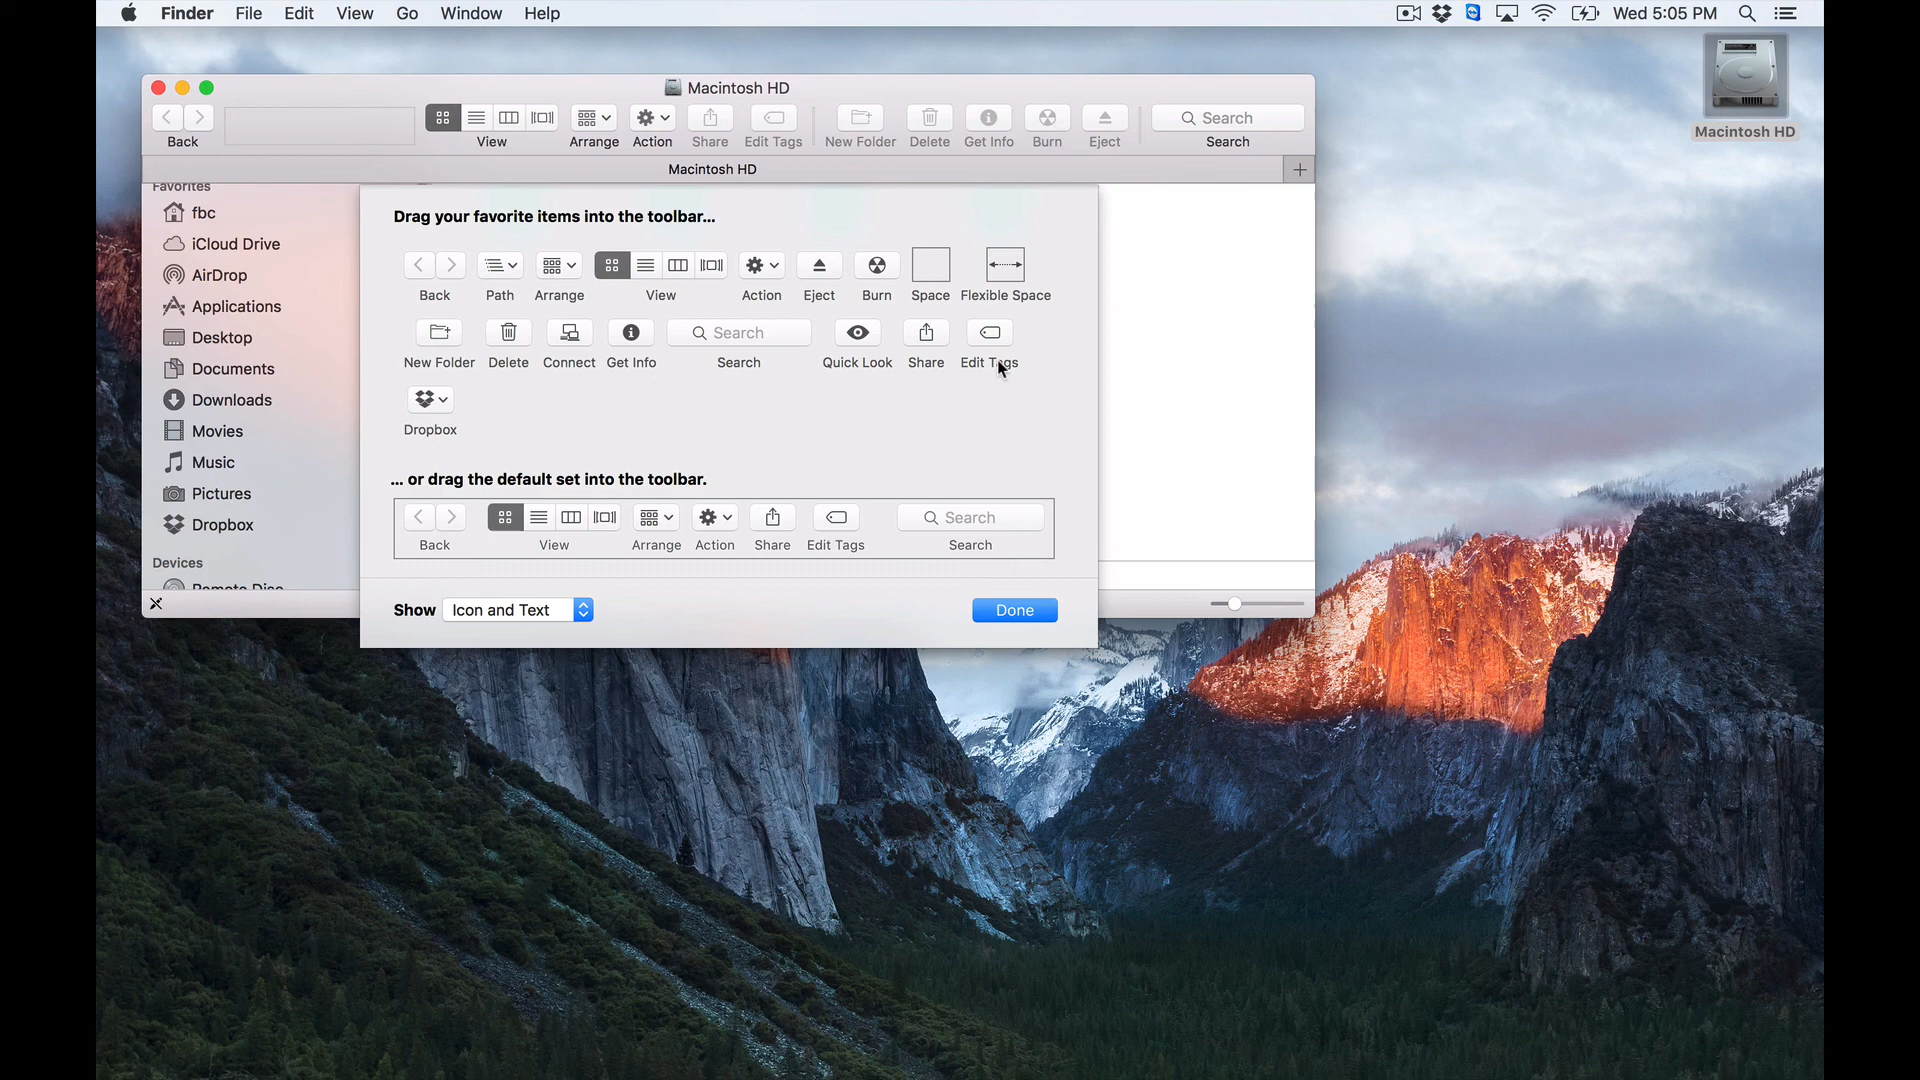 Finder File Edit View Go Window Help Wed 5:05 PM
Macintosh HD
Macintosh HD
Search
Back View Arrange Action Share Edit Tags New Folder Delete Get Info Burn Eject Search
Macintosh HD
Favorites
fbc
iCloud Drive
AirDrop
Applications
Desktop
Documents
Downloads
Movies
Music
Pictures
Dropbox
Devices
Remote Disc
Drag your favorite items into the toolbar...
Back Path Arrange View Action Eject Burn Space Flexible Space
Search
New Folder Delete Connect Get Info Search Quick Look Share Edit Tags
Dropbox
... or drag the default set into the toolbar.
Search
Back View Arrange Action Share Edit Tags Search
Show Icon and Text Done